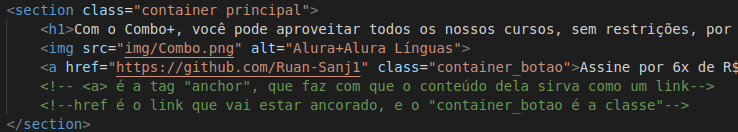 <section class="container principal">
<h1>Com o Combo+, você pode aproveitar todos os nossos cursos, sem restrições, por
<img src="img/Combo.png" alt="Alura+Alura Línguas">
<a href="https://github.com/Ruan-Sanj1" class="container_botao">Assine por 6x de R$
<!-- <a> é a tag "anchor", que faz com que o conteúdo dela sirva como um link-->
<!--href é o link que vai estar ancorado, e o "container_botao é a classe"-->
</section>